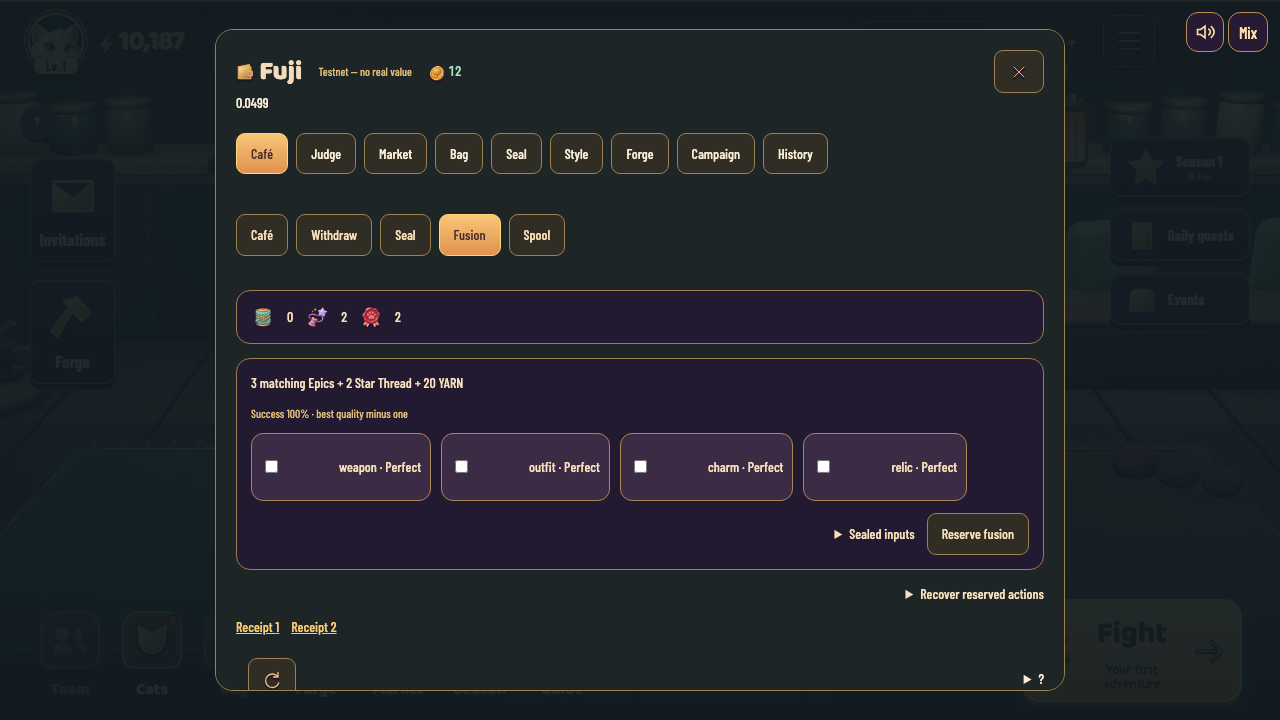 10,187
Lv. 1
Mix
Fuji
Testnet — no real value
12
0.0499
Café
Judge
Market
Bag
Seal
Style
Forge
Campaign
History
Café
Withdraw
Seal
Fusion
Spool
0
2
2
3 matching Epics + 2 Star Thread + 20 YARN
Success 100% · best quality minus one
weapon · Perfect
outfit · Perfect
charm · Perfect
relic · Perfect
Sealed inputs
Reserve fusion
Recover reserved actions
Receipt 1
Receipt 2
?
Invitations
Forge
Season 1
Daily quests
Events
Fight
Your first
adventure
Team
Cats
Forge
Market
Season
Guide